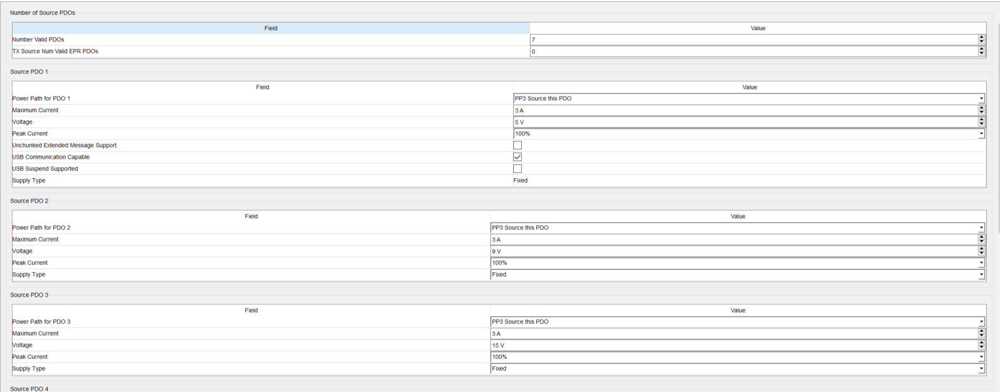 Number of Source PDOs
Field Value
Number Valid PDOs 7
TX Source Num Valid EPR PDOs 0
Source PDO 1
Field Value
Power Path for PDO 1 PP3 Source this PDO
Maximum Current 3 A
Voltage 5 V
Peak Current 100%
Unchunked Extended Message Support
USB Communication Capable
USB Suspend Supported
Supply Type Fixed
Source PDO 2
Field Value
Power Path for PDO 2 PP3 Source this PDO
Maximum Current 3 A
Voltage 9 V
Peak Current 100%
Supply Type Fixed
Source PDO 3
Field Value
Power Path for PDO 3 PP3 Source this PDO
Maximum Current 3 A
Voltage 15 V
Peak Current 100%
Supply Type Fixed
Source PDO 4